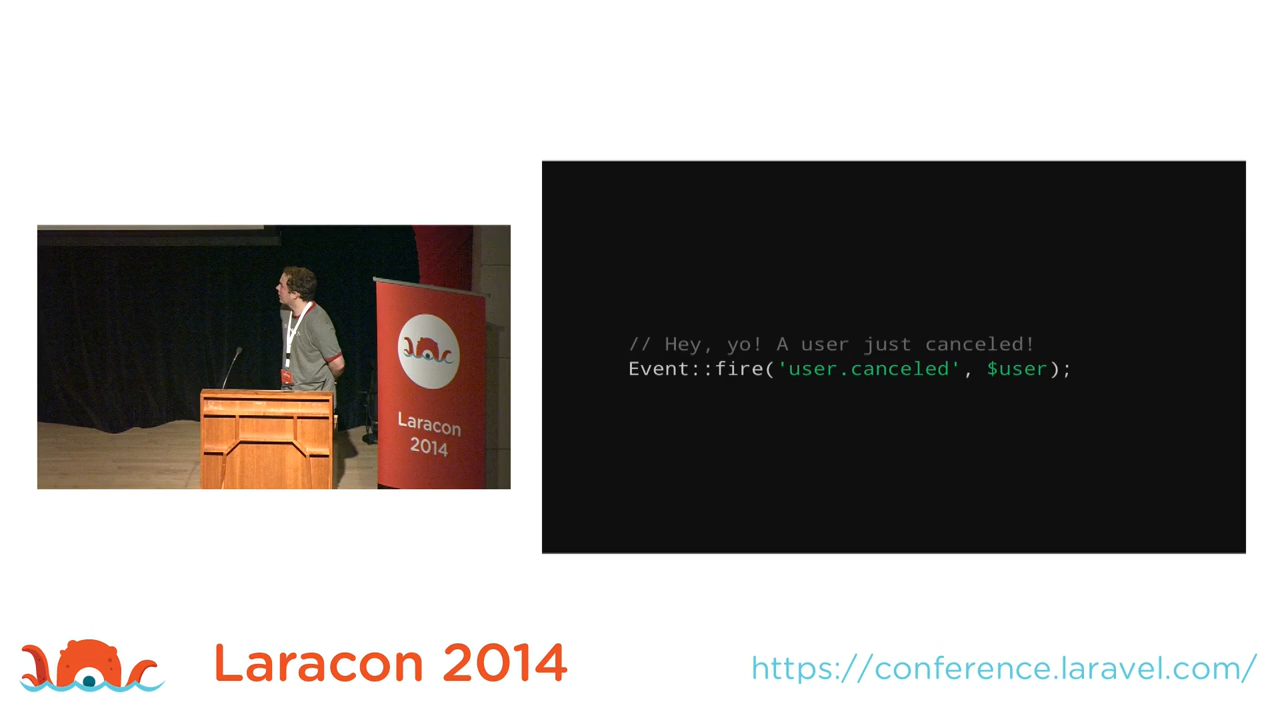 Laracon
2014
// Hey, yo! A user just canceled!
Event::fire('user.canceled', $user);
Laracon 2014
https://conference.laravel.com/